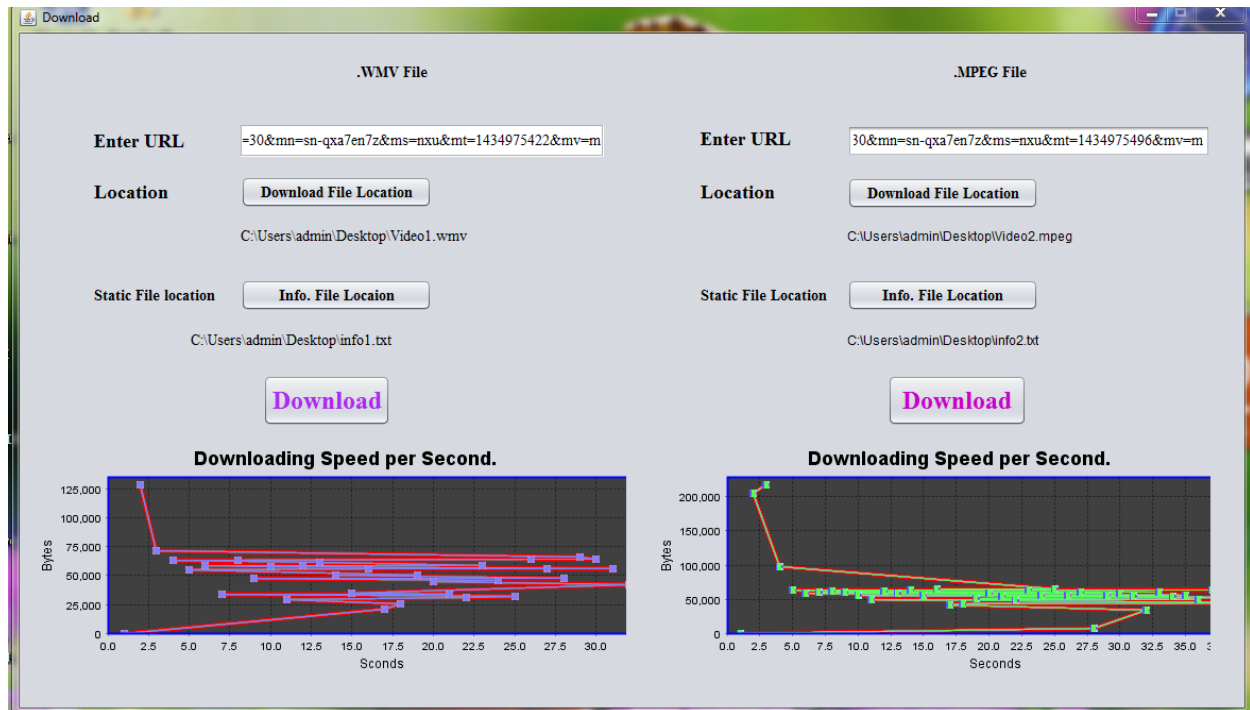 Download
.WMV File
Enter URL =30&mn=sn-qxa7en7z&ms=nxu&mt=1434975422&mv=m
Location Download File Location
C:\Users\admin\Desktop\Video1.wmv
Static File location Info. File Locaion
C:\Users\admin\Desktop\info1.txt
Download
Downloading Speed per Second.
Bytes
125,000
100,000
75,000
50,000
25,000
0
0.0 2.5 5.0 7.5 10.0 12.5 15.0 17.5 20.0 22.5 25.0 27.5 30.0
Sconds
.MPEG File
Enter URL 30&mn=sn-qxa7en7z&ms=nxu&mt=1434975496&mv=m
Location Download File Location
C:\Users\admin\Desktop\Video2.mpeg
Static File Location Info. File Location
C:\Users\admin\Desktop\info2.txt
Download
Downloading Speed per Second.
Bytes
200,000
150,000
100,000
50,000
0
0.0 2.5 5.0 7.5 10.0 12.5 15.0 17.5 20.0 22.5 25.0 27.5 30.0 32.5 35.0
Seconds